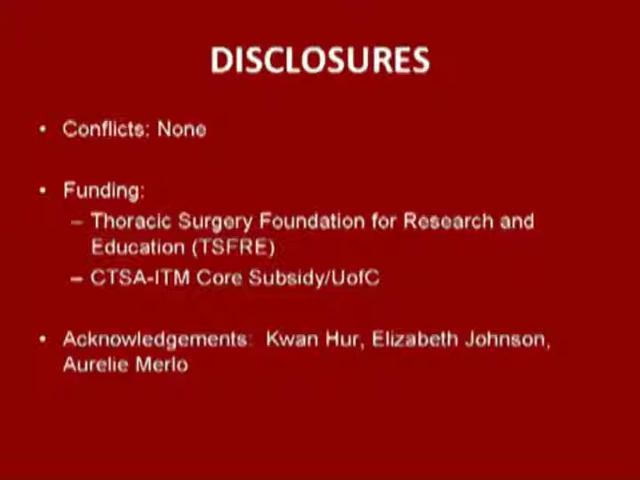 DISCLOSURES
• Conflicts: None
• Funding:
– Thoracic Surgery Foundation for Research and
Education (TSFRE)
– CTSA-ITM Core Subsidy/UofC
• Acknowledgements: Kwan Hur, Elizabeth Johnson,
Aurelie Merlo